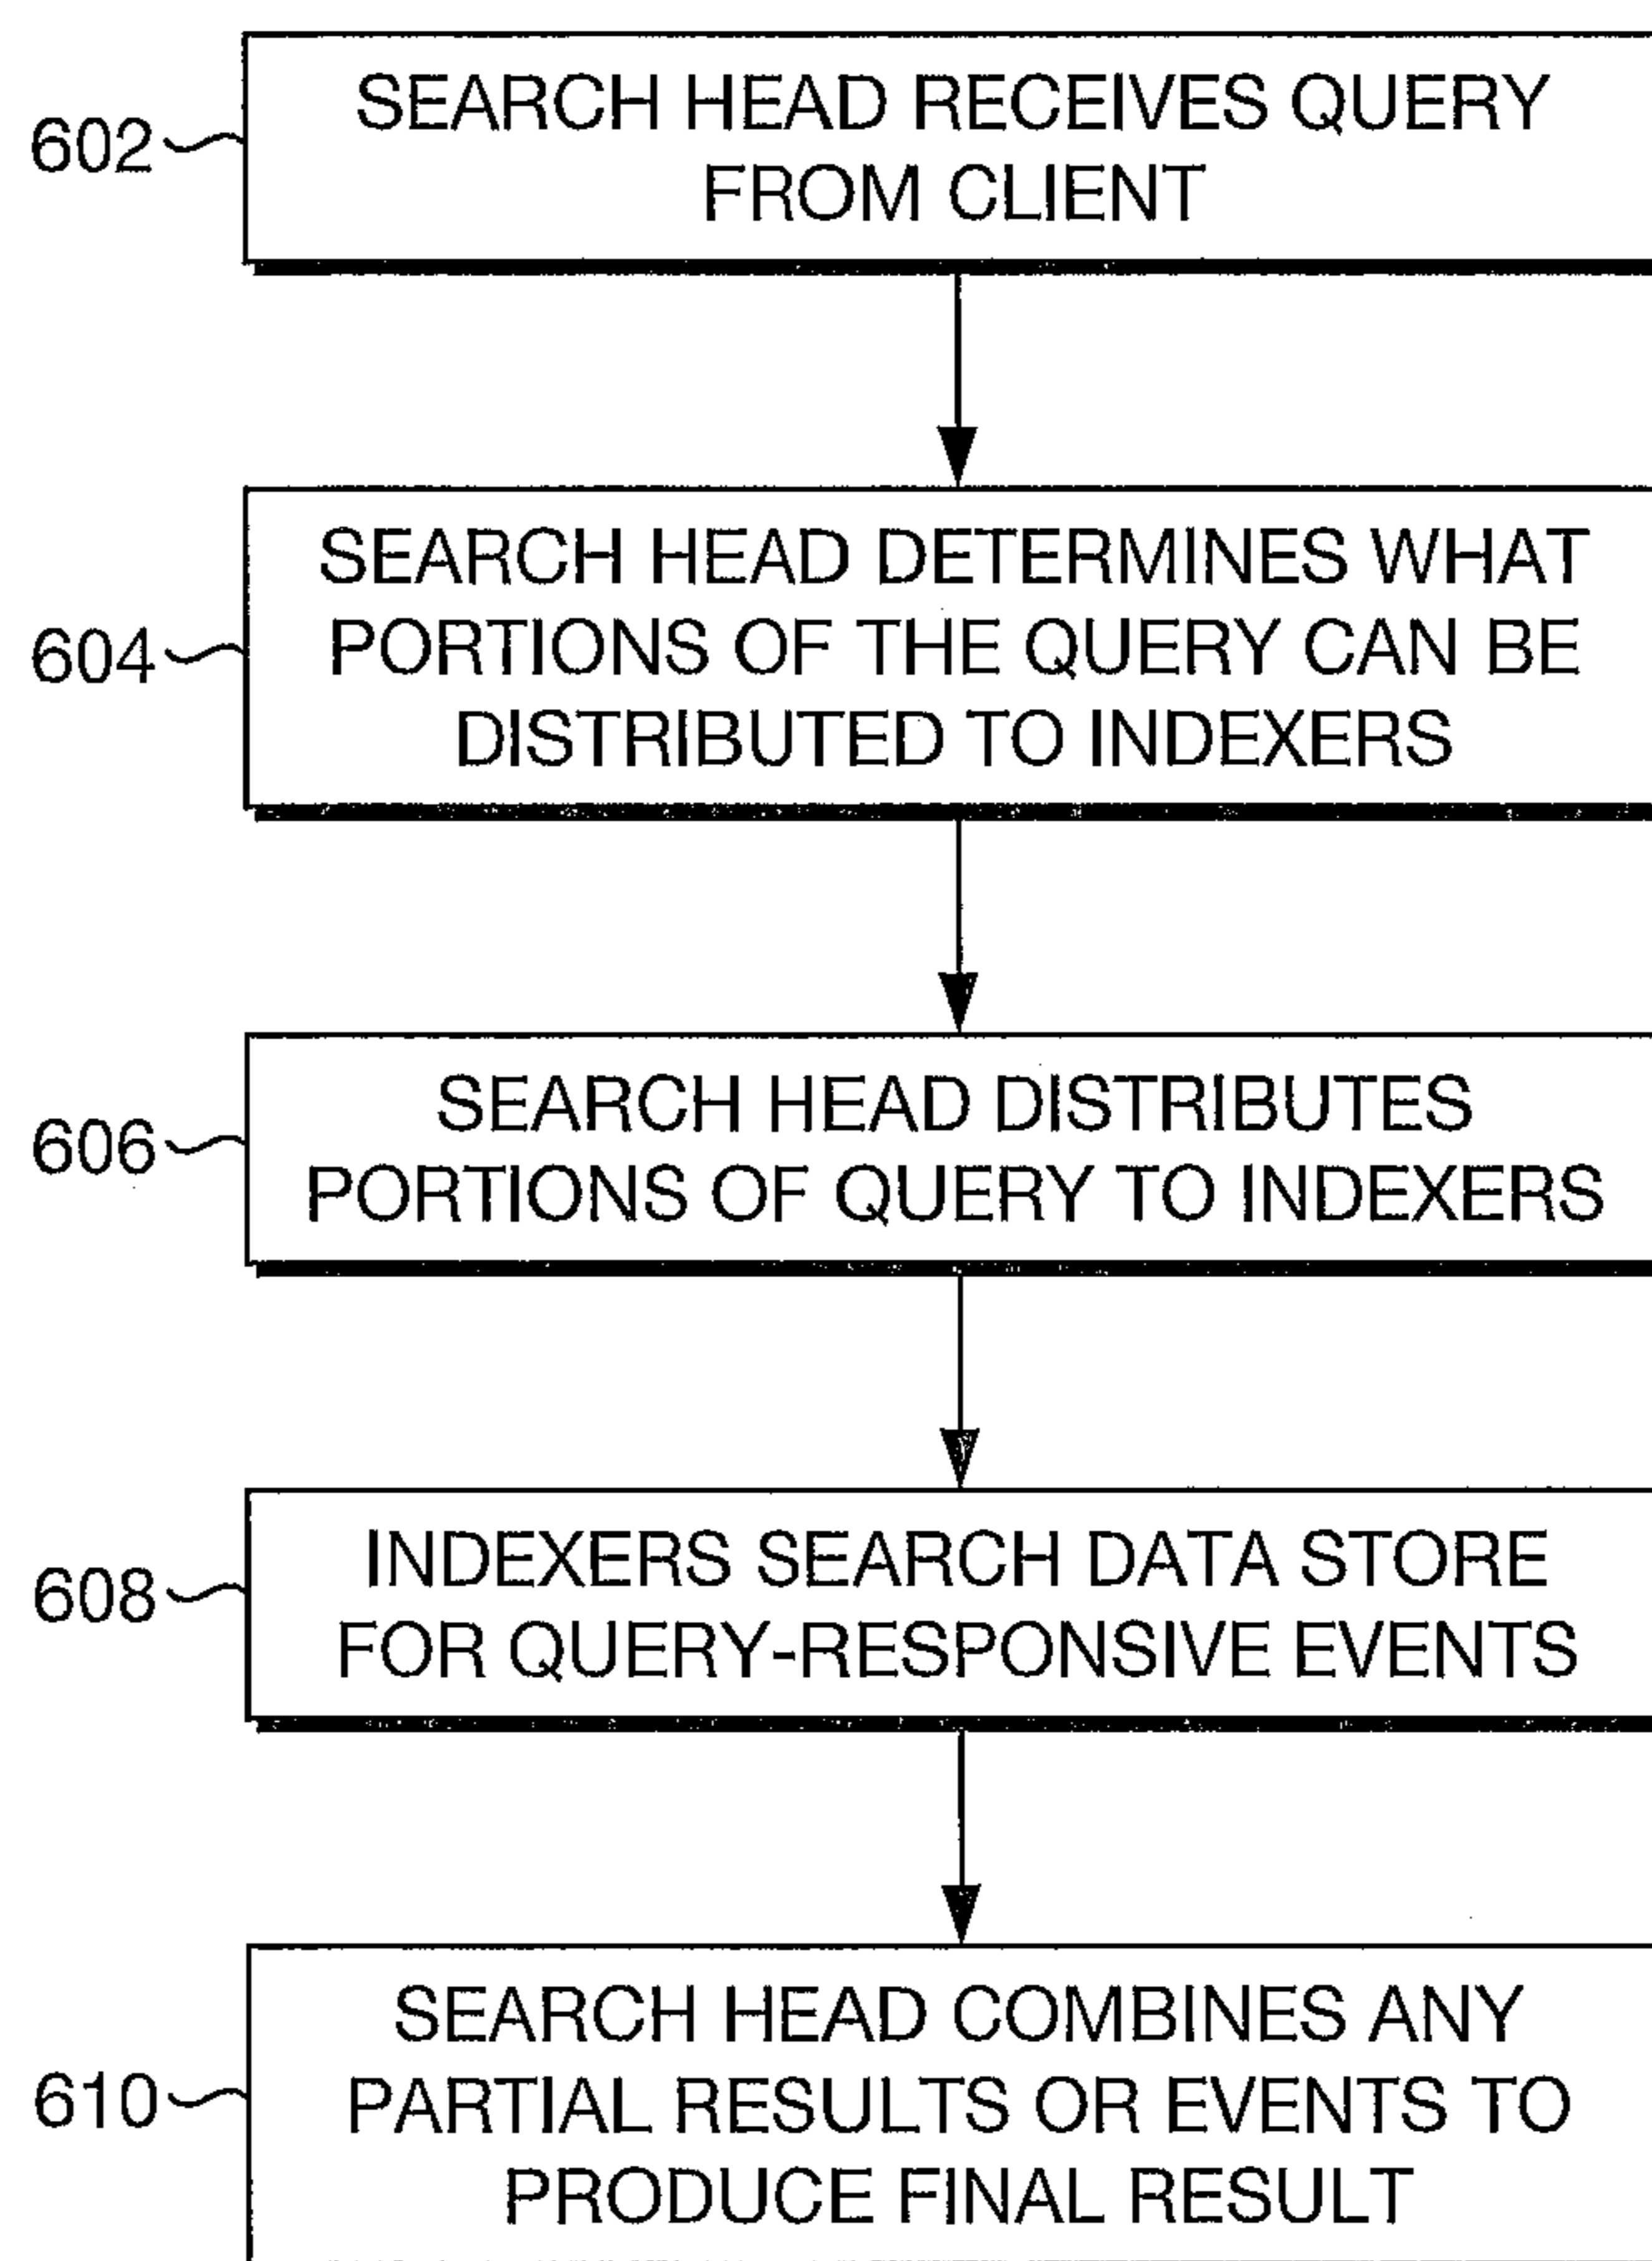 602
SEARCH HEAD RECEIVES QUERY
FROM CLIENT
604
SEARCH HEAD DETERMINES WHAT
PORTIONS OF THE QUERY CAN BE
DISTRIBUTED TO INDEXERS
606
SEARCH HEAD DISTRIBUTES
PORTIONS OF QUERY TO INDEXERS
608
INDEXERS SEARCH DATA STORE
FOR QUERY-RESPONSIVE EVENTS
610
SEARCH HEAD COMBINES ANY
PARTIAL RESULTS OR EVENTS TO
PRODUCE FINAL RESULT